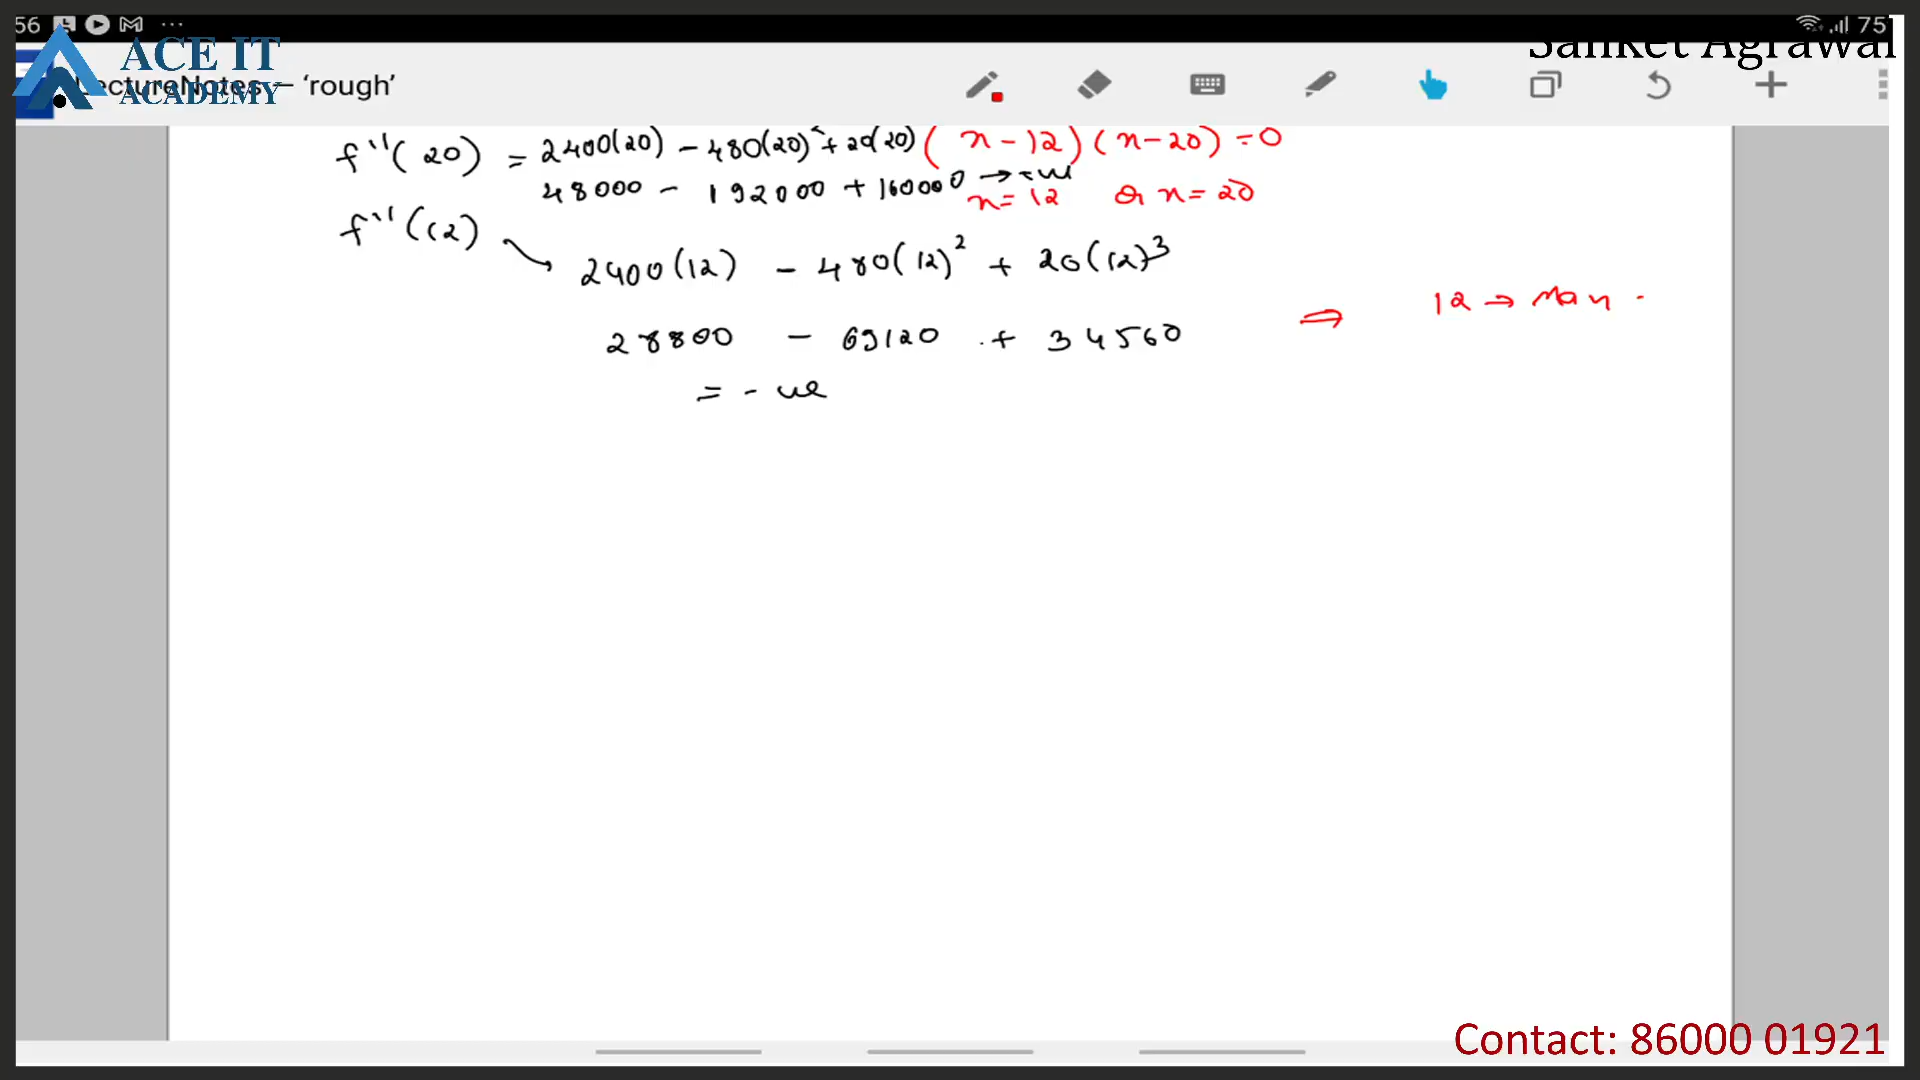 56 ... 75
ACE IT
ACADEMY
Sanket Agrawal
LectureNotes – ‘rough’
f''(20) = 2400(20) - 480(20)² + 20(20) (x-12)(x-20) = 0
48000 - 192000 + 160000 → -ve
x = 12 or x = 20
f''(12)
2400(12) - 480(12)² + 20(12)³
28800 - 69120 + 34560
⇒ 12 → Max .
= -ve
Contact: 86000 01921